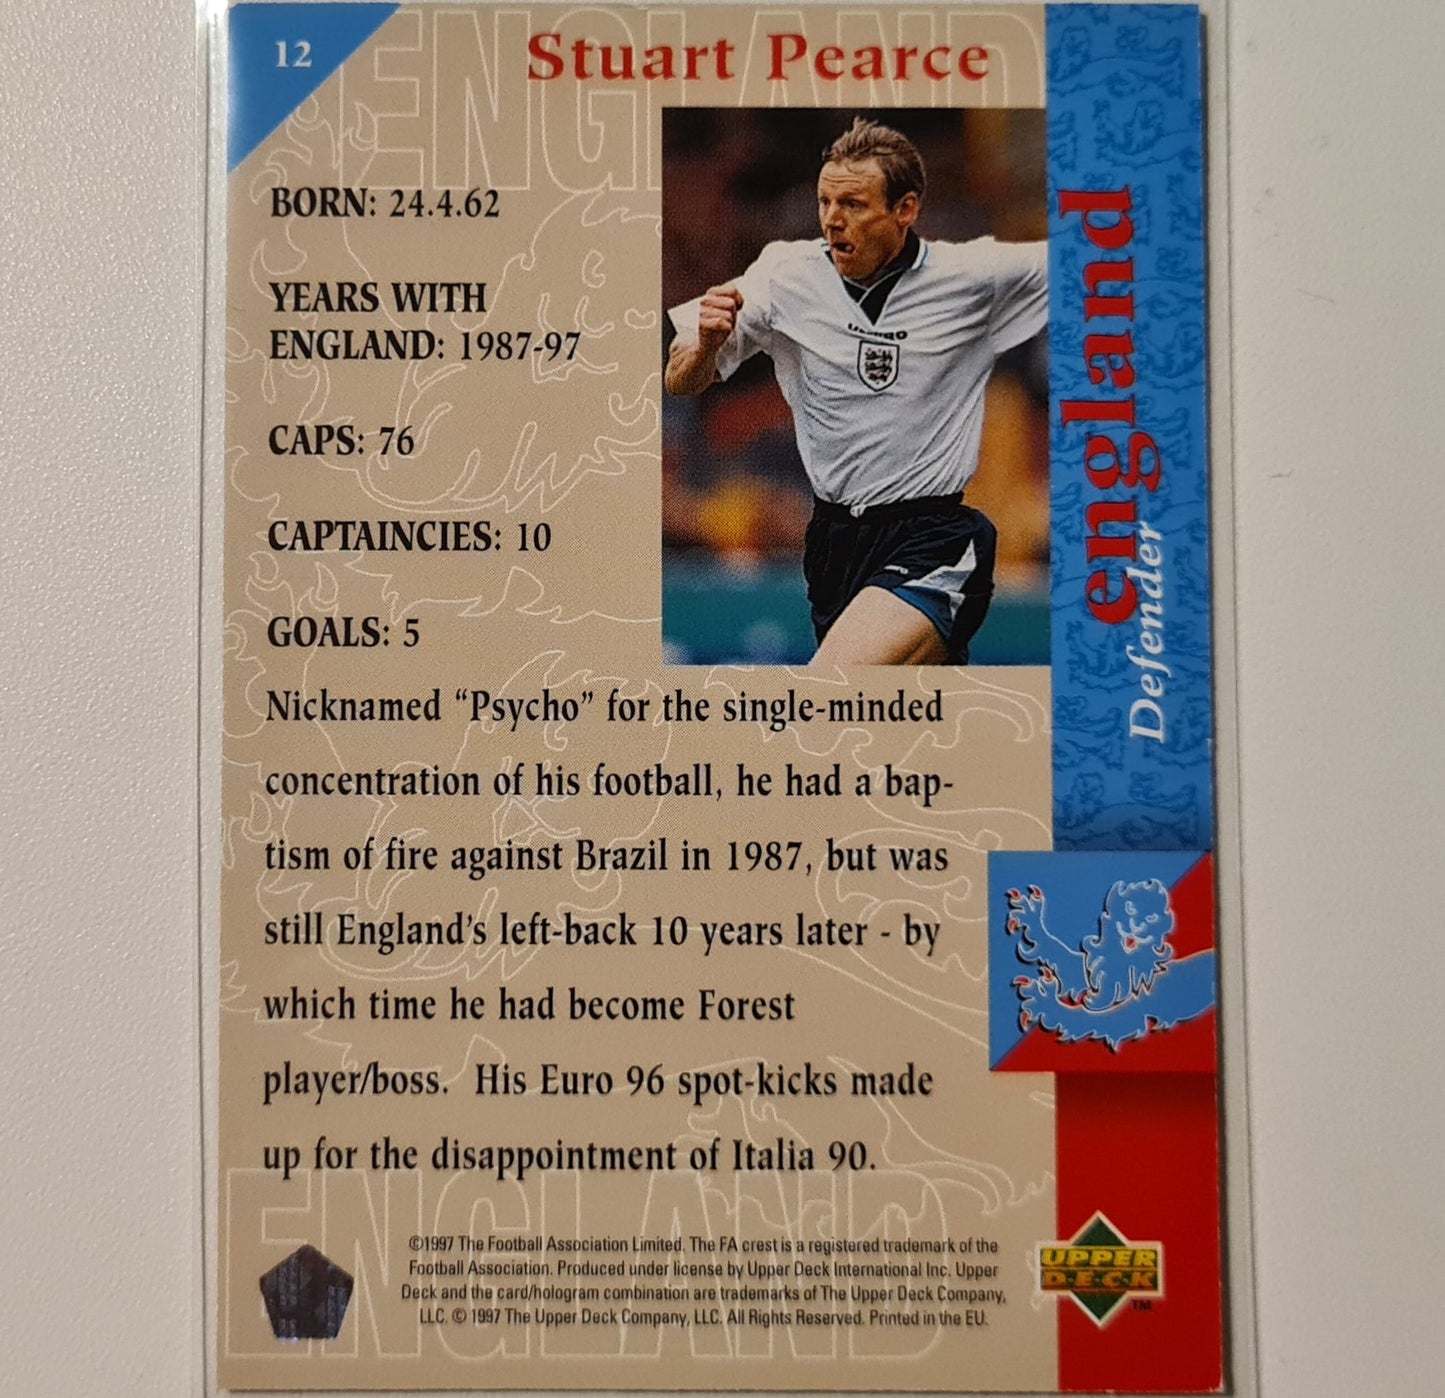 12
Stuart Pearce
ENGLAND
BORN: 24.4.62
YEARS WITH
ENGLAND: 1987-97
CAPS: 76
CAPTAINCIES: 10
GOALS: 5
UMBRO
england
Defender
Nicknamed “Psycho” for the single-minded
concentration of his football, he had a bap-
tism of fire against Brazil in 1987, but was
still England’s left-back 10 years later - by
which time he had become Forest
player/boss.  His Euro 96 spot-kicks made
up for the disappointment of Italia 90.
ENGLAND
©1997 The Football Association Limited. The FA crest is a registered trademark of the
Football Association. Produced under license by Upper Deck International Inc. Upper
Deck and the card/hologram combination are trademarks of The Upper Deck Company,
LLC. © 1997 The Upper Deck Company, LLC. All Rights Reserved. Printed in the EU.
UPPER
DECK
TM